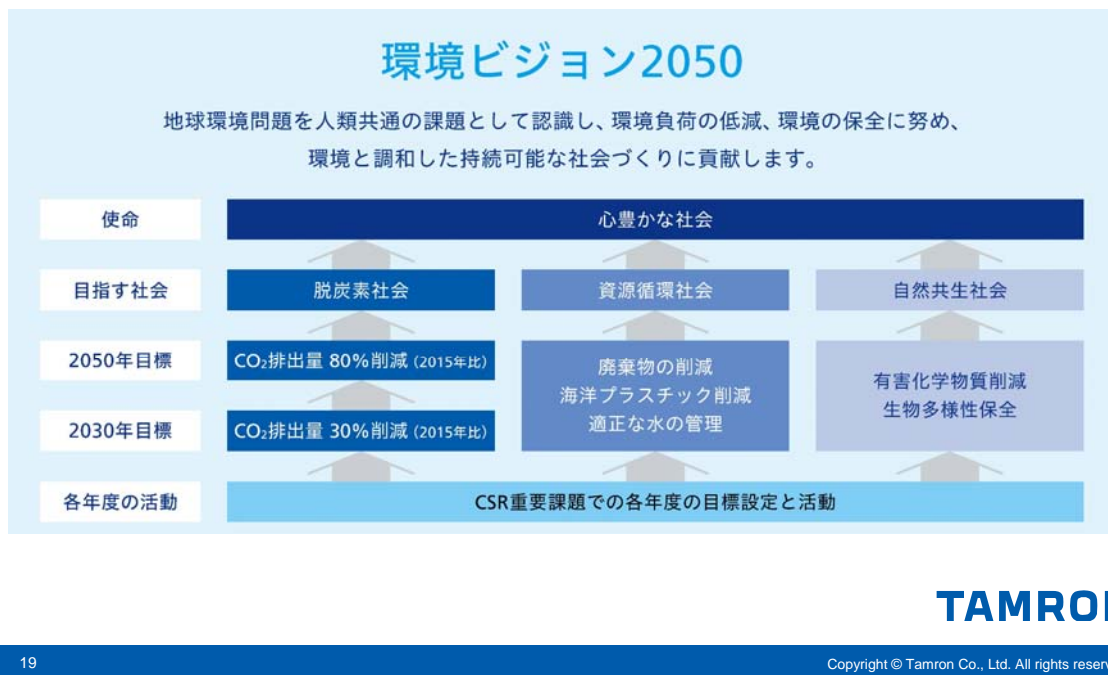 環境ビジョン2050
地球環境問題を人類共通の課題として認識し、環境負荷の低減、環境の保全に努め、
環境と調和した持続可能な社会づくりに貢献します。
使命
心豊かな社会
目指す社会
脱炭素社会
資源循環社会
自然共生社会
2050年目標
CO₂排出量 80%削減 (2015年比)
廃棄物の削減
海洋プラスチック削減
適正な水の管理
有害化学物質削減
生物多様性保全
2030年目標
CO₂排出量 30%削減 (2015年比)
各年度の活動
CSR重要課題での各年度の目標設定と活動
TAMRON
19
Copyright © Tamron Co., Ltd. All rights reserv